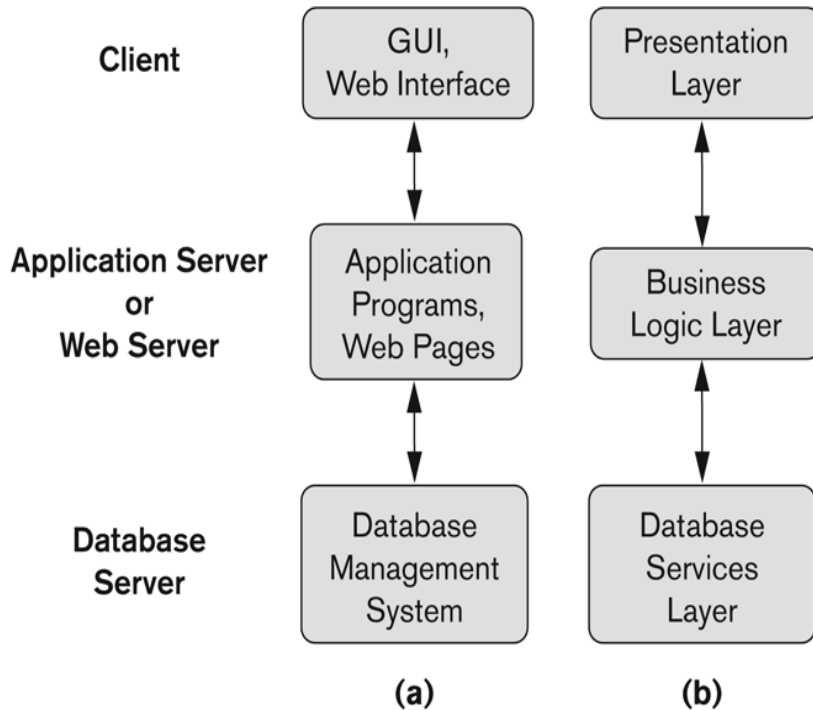 Client
GUI,
Web Interface
Presentation
Layer
Application Server
or
Web Server
Application
Programs,
Web Pages
Business
Logic Layer
Database
Server
Database
Management
System
Database
Services
Layer
(a)
(b)